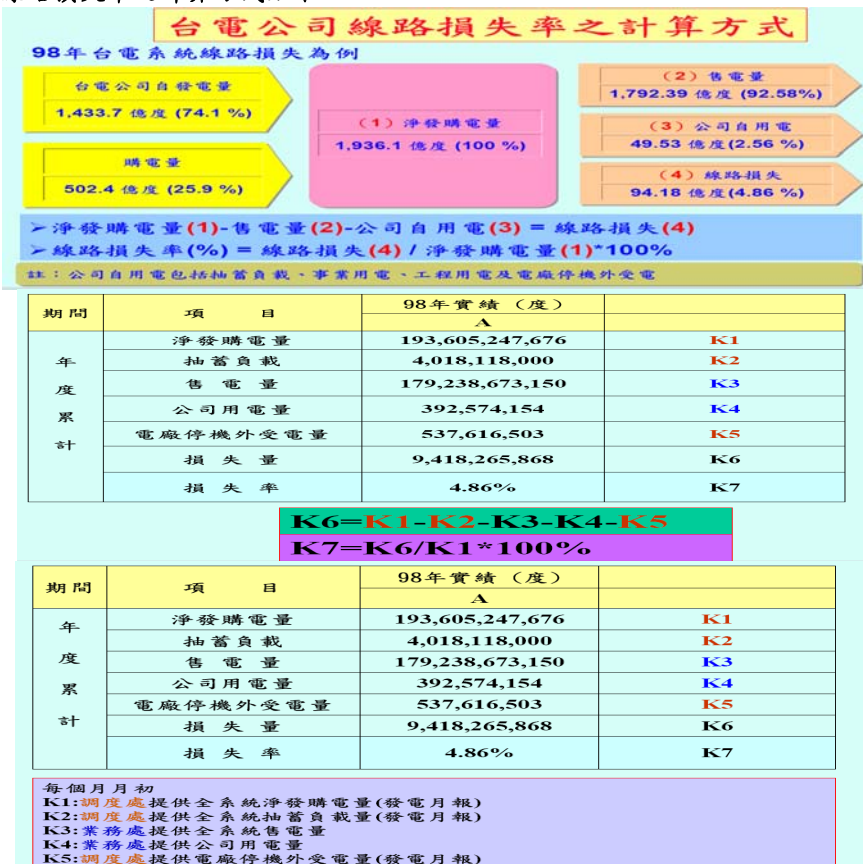 台電公司線路損失率之計算方式
98年台電系統線路損失為例
台電公司自發電量
1,433.7 億度 (74.1 %)
購電量
502.4 億度 (25.9 %)
(1) 淨發購電量
1,936.1 億度 (100 %)
(2) 售電量
1,792.39 億度 (92.58%)
(3) 公司自用電
49.53 億度(2.56 %)
(4) 線路損失
94.18 億度(4.86 %)
➢淨發購電量(1)-售電量(2)-公司自用電(3) = 線路損失(4)
➢線路損失率(%) = 線路損失(4) / 淨發購電量(1)*100%
註：公司自用電包括抽蓄負載、事業用電、工程用電及電廠停機外受電
期間 項目 98年實績（度）
A
年度累計
淨發購電量 193,605,247,676 K1
抽蓄負載 4,018,118,000 K2
售電量 179,238,673,150 K3
公司用電量 392,574,154 K4
電廠停機外受電量 537,616,503 K5
損失量 9,418,265,868 K6
損失率 4.86% K7
K6=K1-K2-K3-K4-K5
K7=K6/K1*100%
期間 項目 98年實績（度）
A
年度累計
淨發購電量 193,605,247,676 K1
抽蓄負載 4,018,118,000 K2
售電量 179,238,673,150 K3
公司用電量 392,574,154 K4
電廠停機外受電量 537,616,503 K5
損失量 9,418,265,868 K6
損失率 4.86% K7
每個月月初
K1:調度處提供全系統淨發購電量(發電月報)
K2:調度處提供全系統抽蓄負載量(發電月報)
K3:業務處提供全系統售電量
K4:業務處提供公司用電量
K5:調度處提供電廠停機外受電量(發電月報)